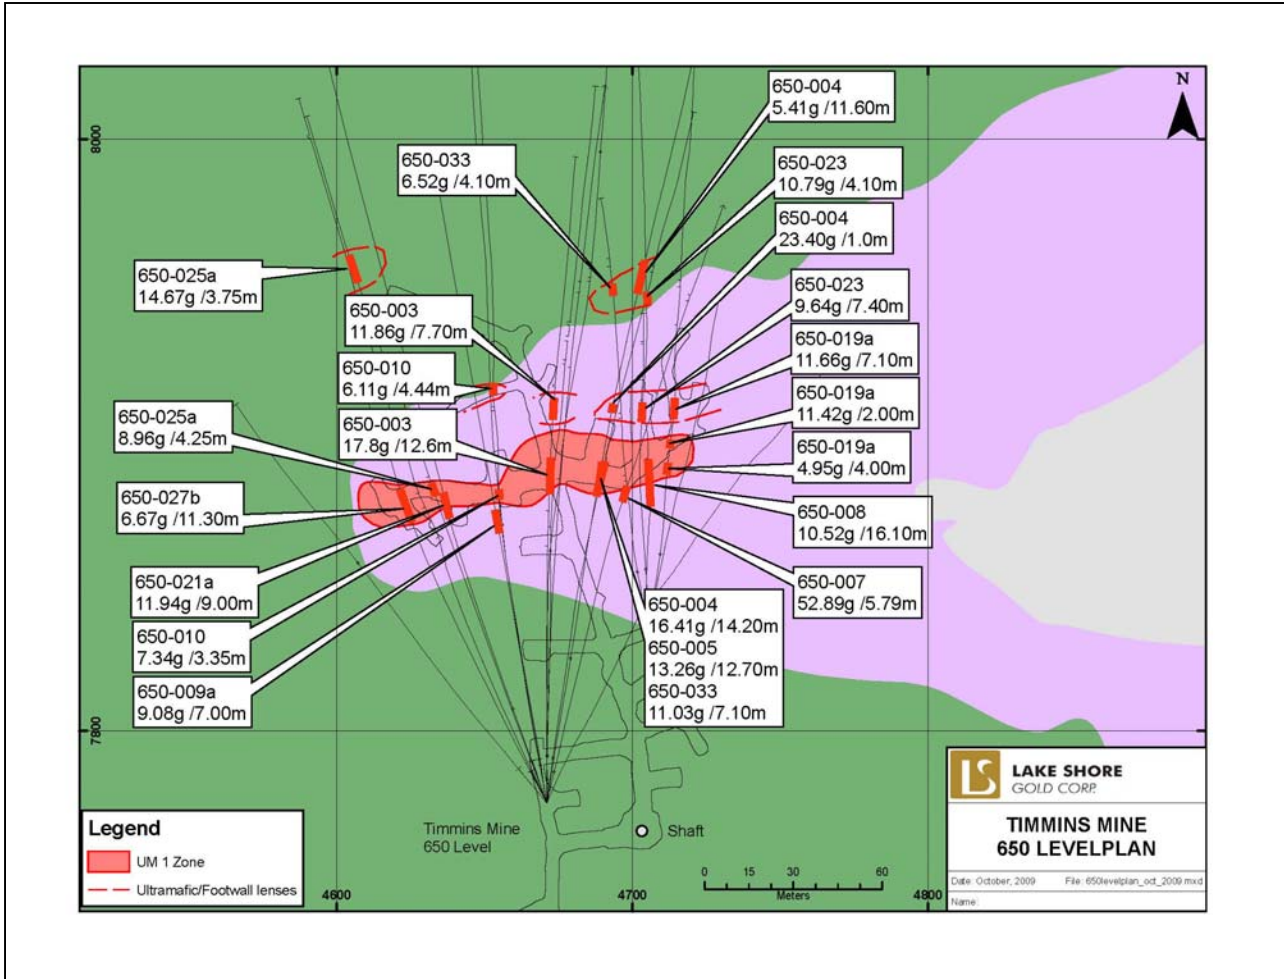 N
650-004
5.41g /11.60m
650-033
6.52g /4.10m
650-023
10.79g /4.10m
650-004
23.40g /1.0m
650-025a
14.67g /3.75m
650-003
11.86g /7.70m
650-023
9.64g /7.40m
650-019a
11.66g /7.10m
650-010
6.11g /4.44m
650-019a
11.42g /2.00m
650-025a
8.96g /4.25m
650-003
17.8g /12.6m
650-019a
4.95g /4.00m
650-027b
6.67g /11.30m
650-008
10.52g /16.10m
650-021a
11.94g /9.00m
650-007
52.89g /5.79m
650-004
16.41g /14.20m
650-005
13.26g /12.70m
650-033
11.03g /7.10m
650-010
7.34g /3.35m
650-009a
9.08g /7.00m
8000
7800
4600
4700
4800
Timmins Mine
650 Level
Shaft
0 15 30 60
Meters
Legend
UM 1 Zone
Ultramafic/Footwall lenses
LS
LAKE SHORE
GOLD CORP.
TIMMINS MINE
650 LEVELPLAN
Date: October, 2009 File: 650levelplan_oct_2009.mxd
Name: